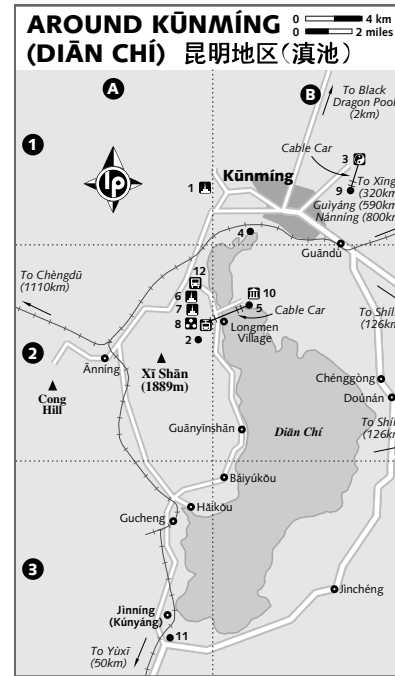 AROUND KŪNMÍNG
(DIĀN CHÍ) 昆明地区(滇池)
0 4 km
0 2 miles
A
B
1
To Black
Dragon Pool
(2km)
Cable Car
3
1
Kūnmíng
9
To Xīng
(320km
Guìyáng (590km
Nánníng (800km
4
Guāndù
To Chéngdū
(1110km)
12
6
10
7
5
8
Cable Car
2
Longmen
Village
To Shíl
(126km
2
Ānníng
Xī Shān
(1889m)
Cong
Hill
Chénggòng
Dòunán
Guānyīnshān
Diān Chí
To Shíl
(126km
Bǎiyúkǒu
Hǎikǒu
Gucheng
3
Jìnchéng
Jìnníng
(Kúnyáng)
11
To Yùxī
(50km)